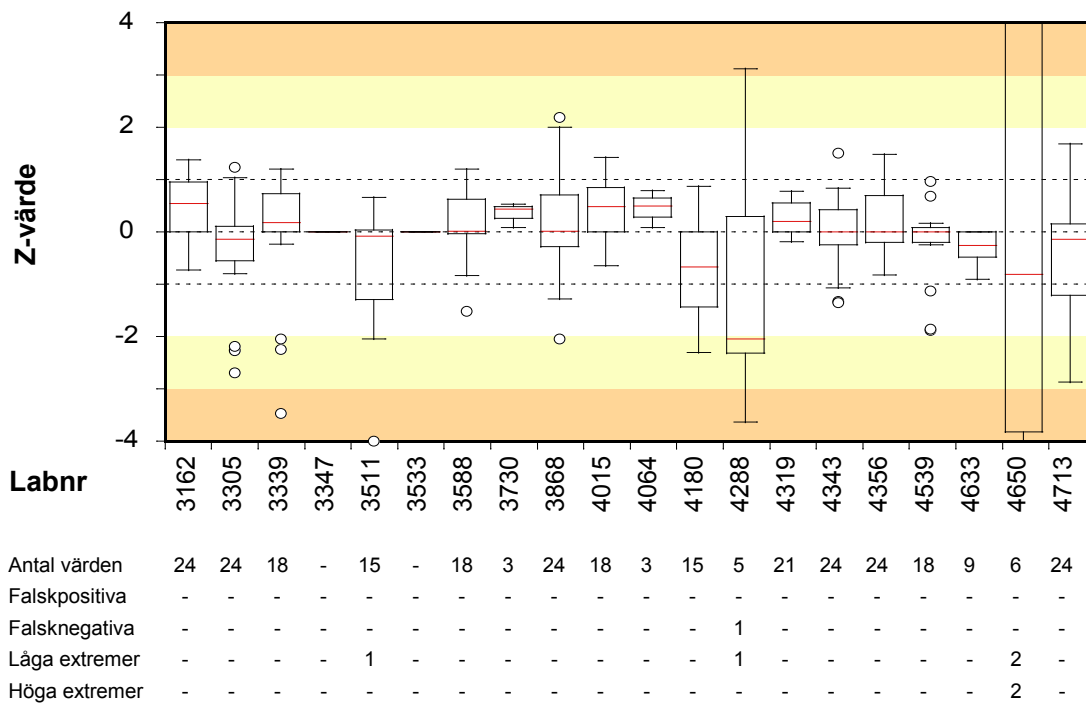 4
2
0
-2
-4
Z-värde
Labnr 3162 3305 3339 3347 3511 3533 3588 3730 3868 4015 4064 4180 4288 4319 4343 4356 4539 4633 4650 4713
Antal värden 24 24 18 - 15 - 18 3 24 18 3 15 5 21 24 24 18 9 6 24
Falskpositiva - - - - - - - - - - - - - - - - - - - -
Falsknegativa - - - - - - - - - - - - 1 - - - - - - -
Låga extremer - - - - 1 - - - - - - - 1 - - - - - 2 -
Höga extremer - - - - - - - - - - - - - - - - - - 2 -